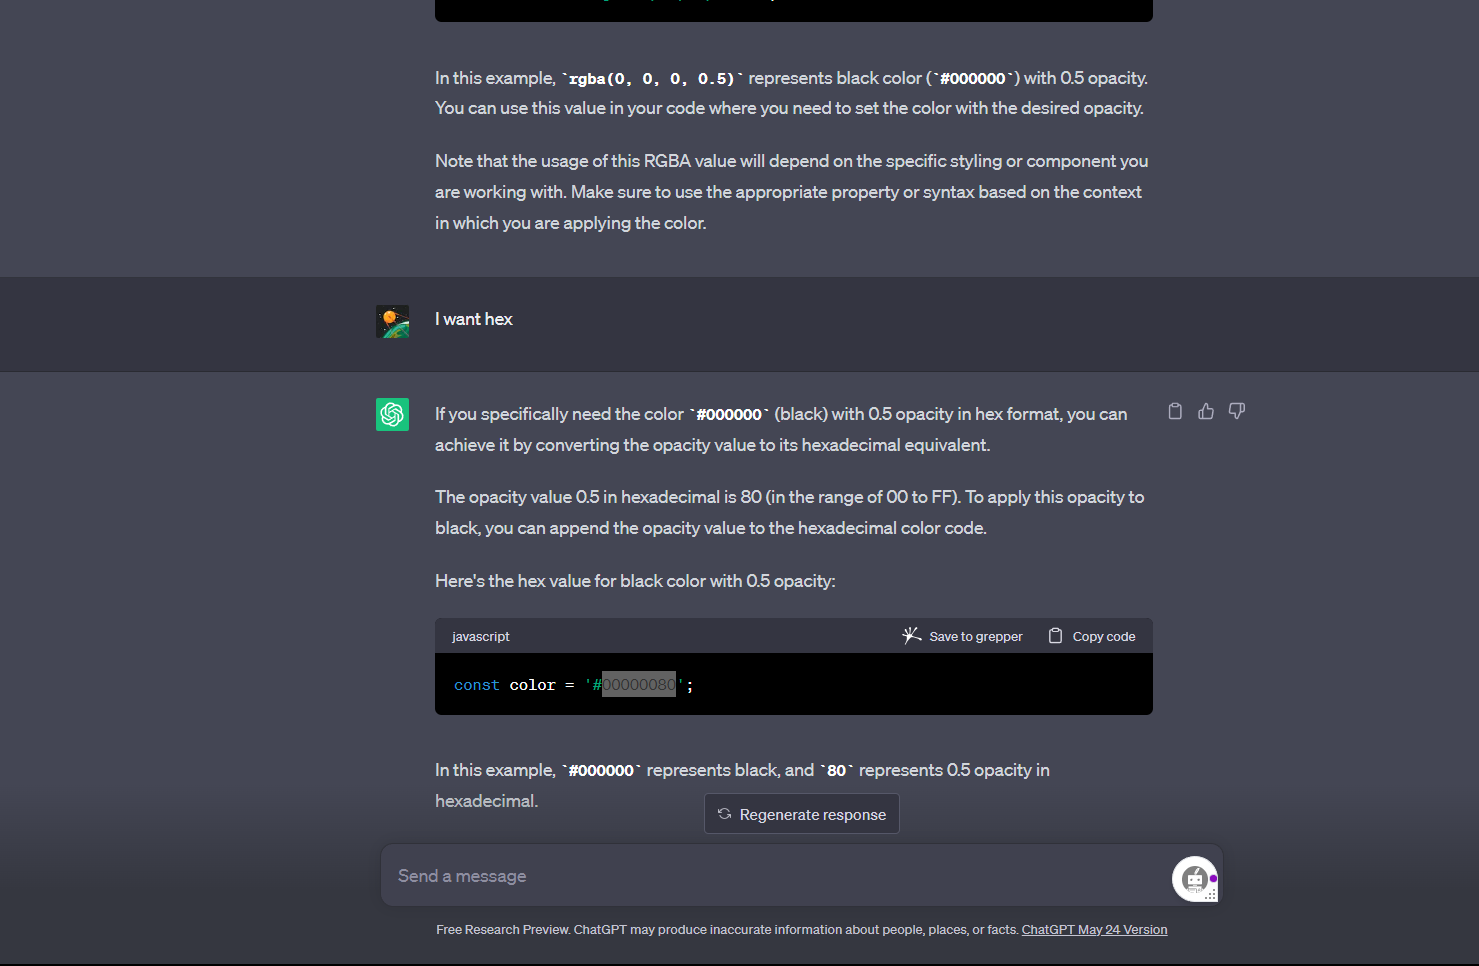 In this example, `rgba(0, 0, 0, 0.5)` represents black color (`#000000`) with 0.5 opacity.
You can use this value in your code where you need to set the color with the desired opacity.
Note that the usage of this RGBA value will depend on the specific styling or component you
are working with. Make sure to use the appropriate property or syntax based on the context
in which you are applying the color.
I want hex
If you specifically need the color `#000000` (black) with 0.5 opacity in hex format, you can
achieve it by converting the opacity value to its hexadecimal equivalent.
The opacity value 0.5 in hexadecimal is 80 (in the range of 00 to FF). To apply this opacity to
black, you can append the opacity value to the hexadecimal color code.
Here's the hex value for black color with 0.5 opacity:
javascript Save to grepper Copy code
const color = '#00000080';
In this example, `#000000` represents black, and `80` represents 0.5 opacity in
hexadecimal.
Regenerate response
Send a message
Free Research Preview. ChatGPT may produce inaccurate information about people, places, or facts. ChatGPT May 24 Version